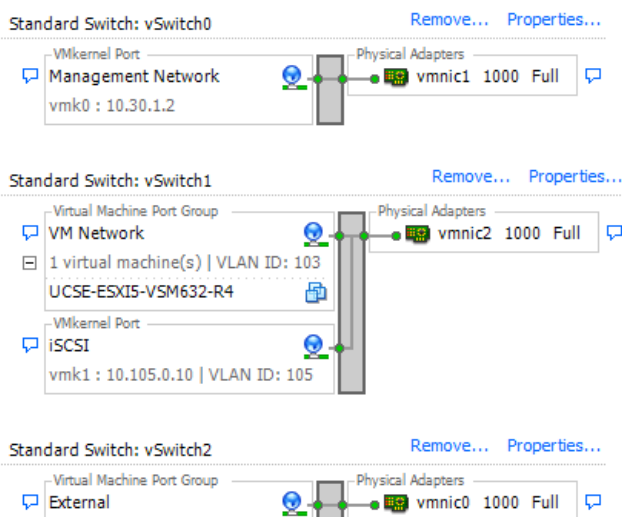 Standard Switch: vSwitch0 Remove... Properties...
VMkernel Port Physical Adapters
Management Network vmnic1 1000 Full
vmk0 : 10.30.1.2
Standard Switch: vSwitch1 Remove... Properties...
Virtual Machine Port Group Physical Adapters
VM Network vmnic2 1000 Full
1 virtual machine(s) | VLAN ID: 103
UCSE-ESXI5-VSM632-R4
VMkernel Port
iSCSI
vmk1 : 10.105.0.10 | VLAN ID: 105
Standard Switch: vSwitch2 Remove... Properties...
Virtual Machine Port Group Physical Adapters
External vmnic0 1000 Full